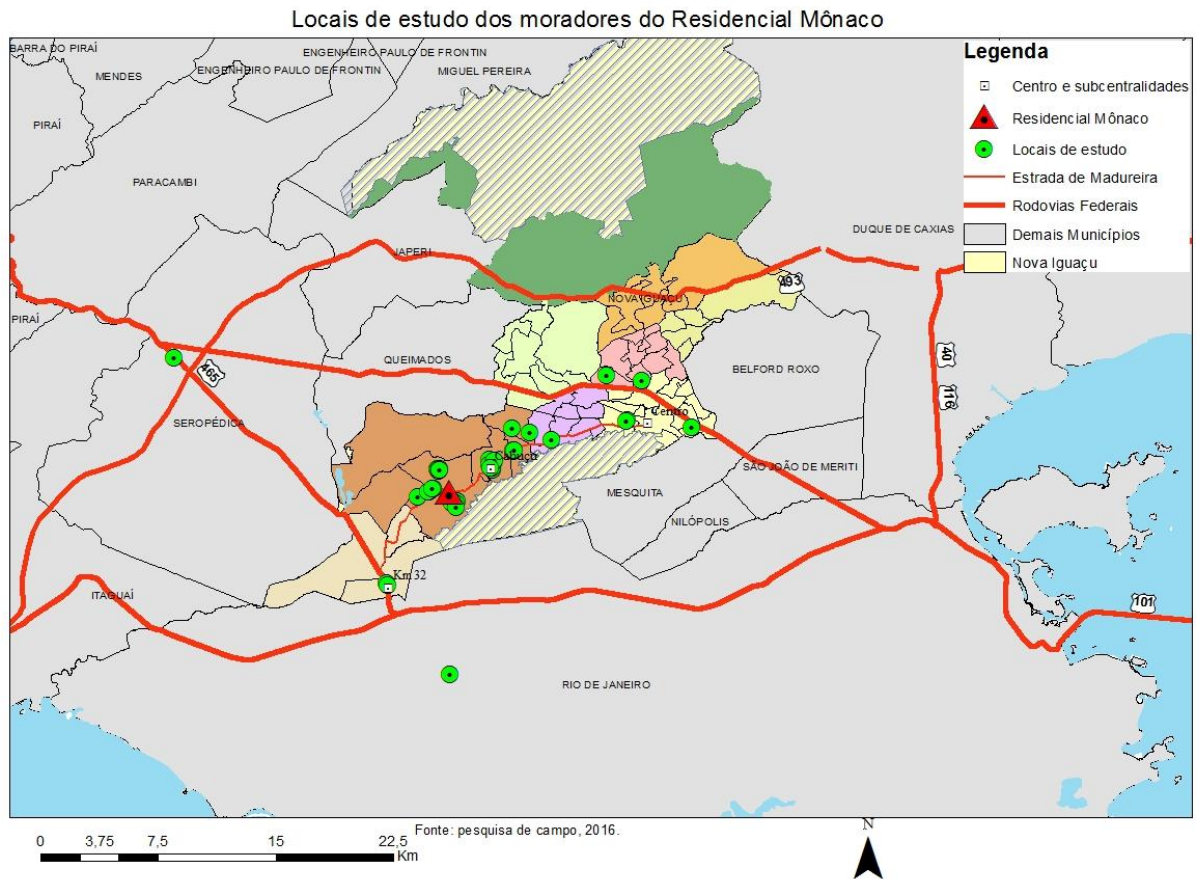 Locais de estudo dos moradores do Residencial Mônaco
BARRA DO PIRAÍ
ENGENHEIRO PAULO DE FRONTIN
MENDES
ENGENHEIRO PAULO DE FRONTIN
MIGUEL PEREIRA
PIRAÍ
PARACAMBI
Legenda
Centro e subcentralidades
Residencial Mônaco
Locais de estudo
Estrada de Madureira
Rodovias Federais
Demais Municípios
Nova Iguaçu
DUQUE DE CAXIAS
JAPERI
493
NOVA IGUAÇU
PIRAÍ
QUEIMADOS
465
BELFORD ROXO
40
116
SEROPÉDICA
Centro
Cabuçu
SÃO JOÃO DE MERITI
MESQUITA
NILÓPOLIS
Km 32
ITAGUAÍ
101
RIO DE JANEIRO
Fonte: pesquisa de campo, 2016.
0 3,75 7,5 15 22,5
Km
N